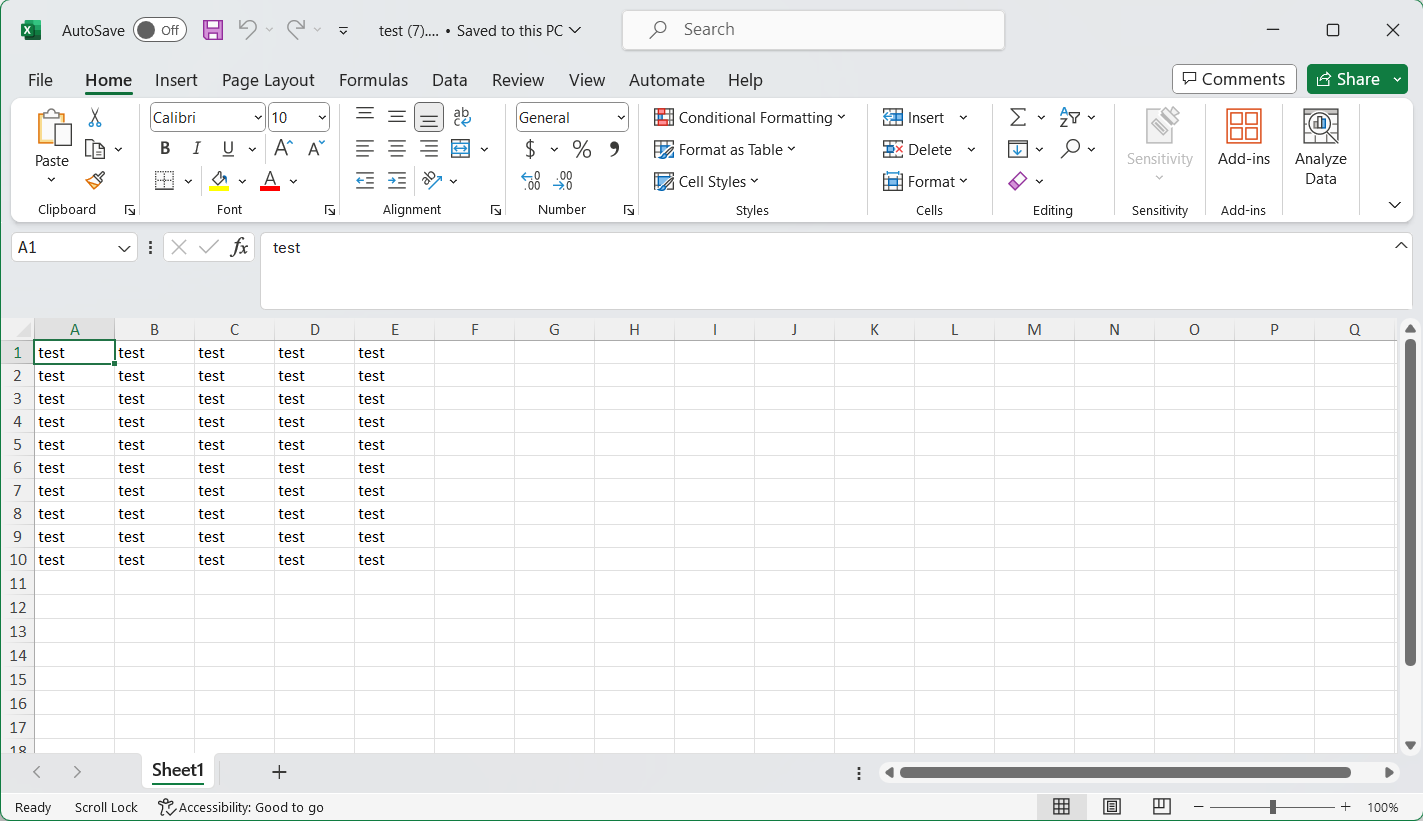 AutoSave Off test (7).... • Saved to this PC Search
File Home Insert Page Layout Formulas Data Review View Automate Help Comments Share
Calibri 10 General Conditional Formatting Insert
Paste B I U Format as Table Delete Sensitivity Add-ins Analyze Data
Cell Styles Format
Clipboard Font Alignment Number Styles Cells Editing Sensitivity Add-ins
A1 fx test
A B C D E F G H I J K L M N O P Q
1 test test test test test
2 test test test test test
3 test test test test test
4 test test test test test
5 test test test test test
6 test test test test test
7 test test test test test
8 test test test test test
9 test test test test test
10 test test test test test
11
12
13
14
15
16
17
18
Sheet1
Ready Scroll Lock Accessibility: Good to go 100%